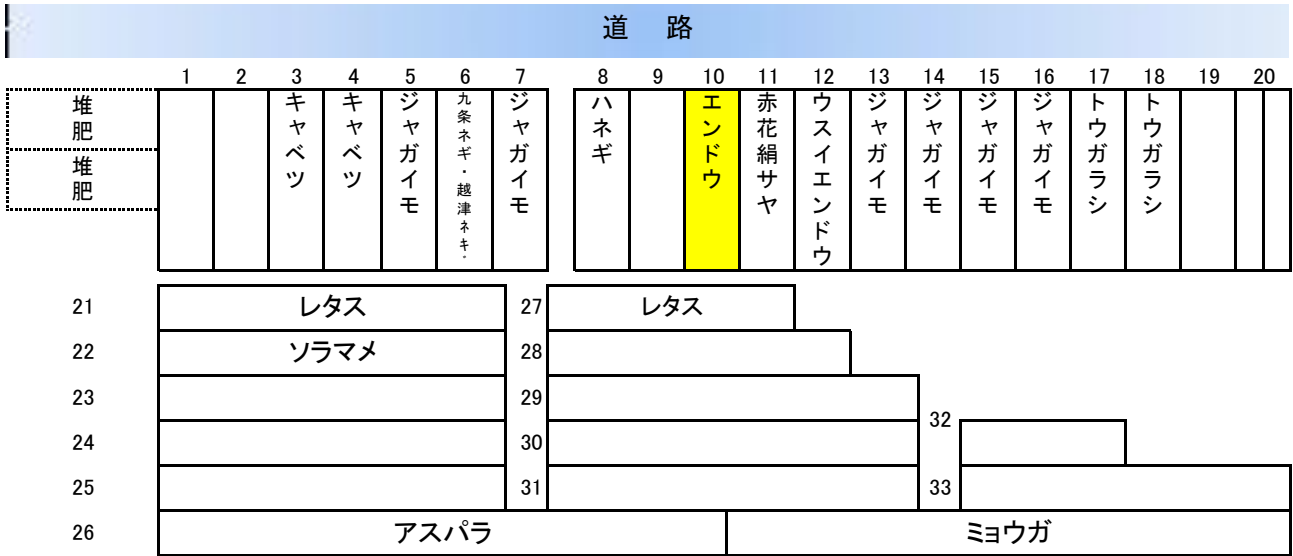 道 路
1 2 3 4 5 6 7 8 9 10 11 12 13 14 15 16 17 18 19 20
堆肥
堆肥
キャベツ
キャベツ
ジャガイモ
九条ネギ・越津ネギ
ジャガイモ
ハネギ
エンドウ
赤花絹サヤ
ウスイエンドウ
ジャガイモ
ジャガイモ
ジャガイモ
ジャガイモ
トウガラシ
トウガラシ
21 レタス 27 レタス
22 ソラマメ 28
23 29
32
24 30
25 31 33
26 アスパラ ミョウガ